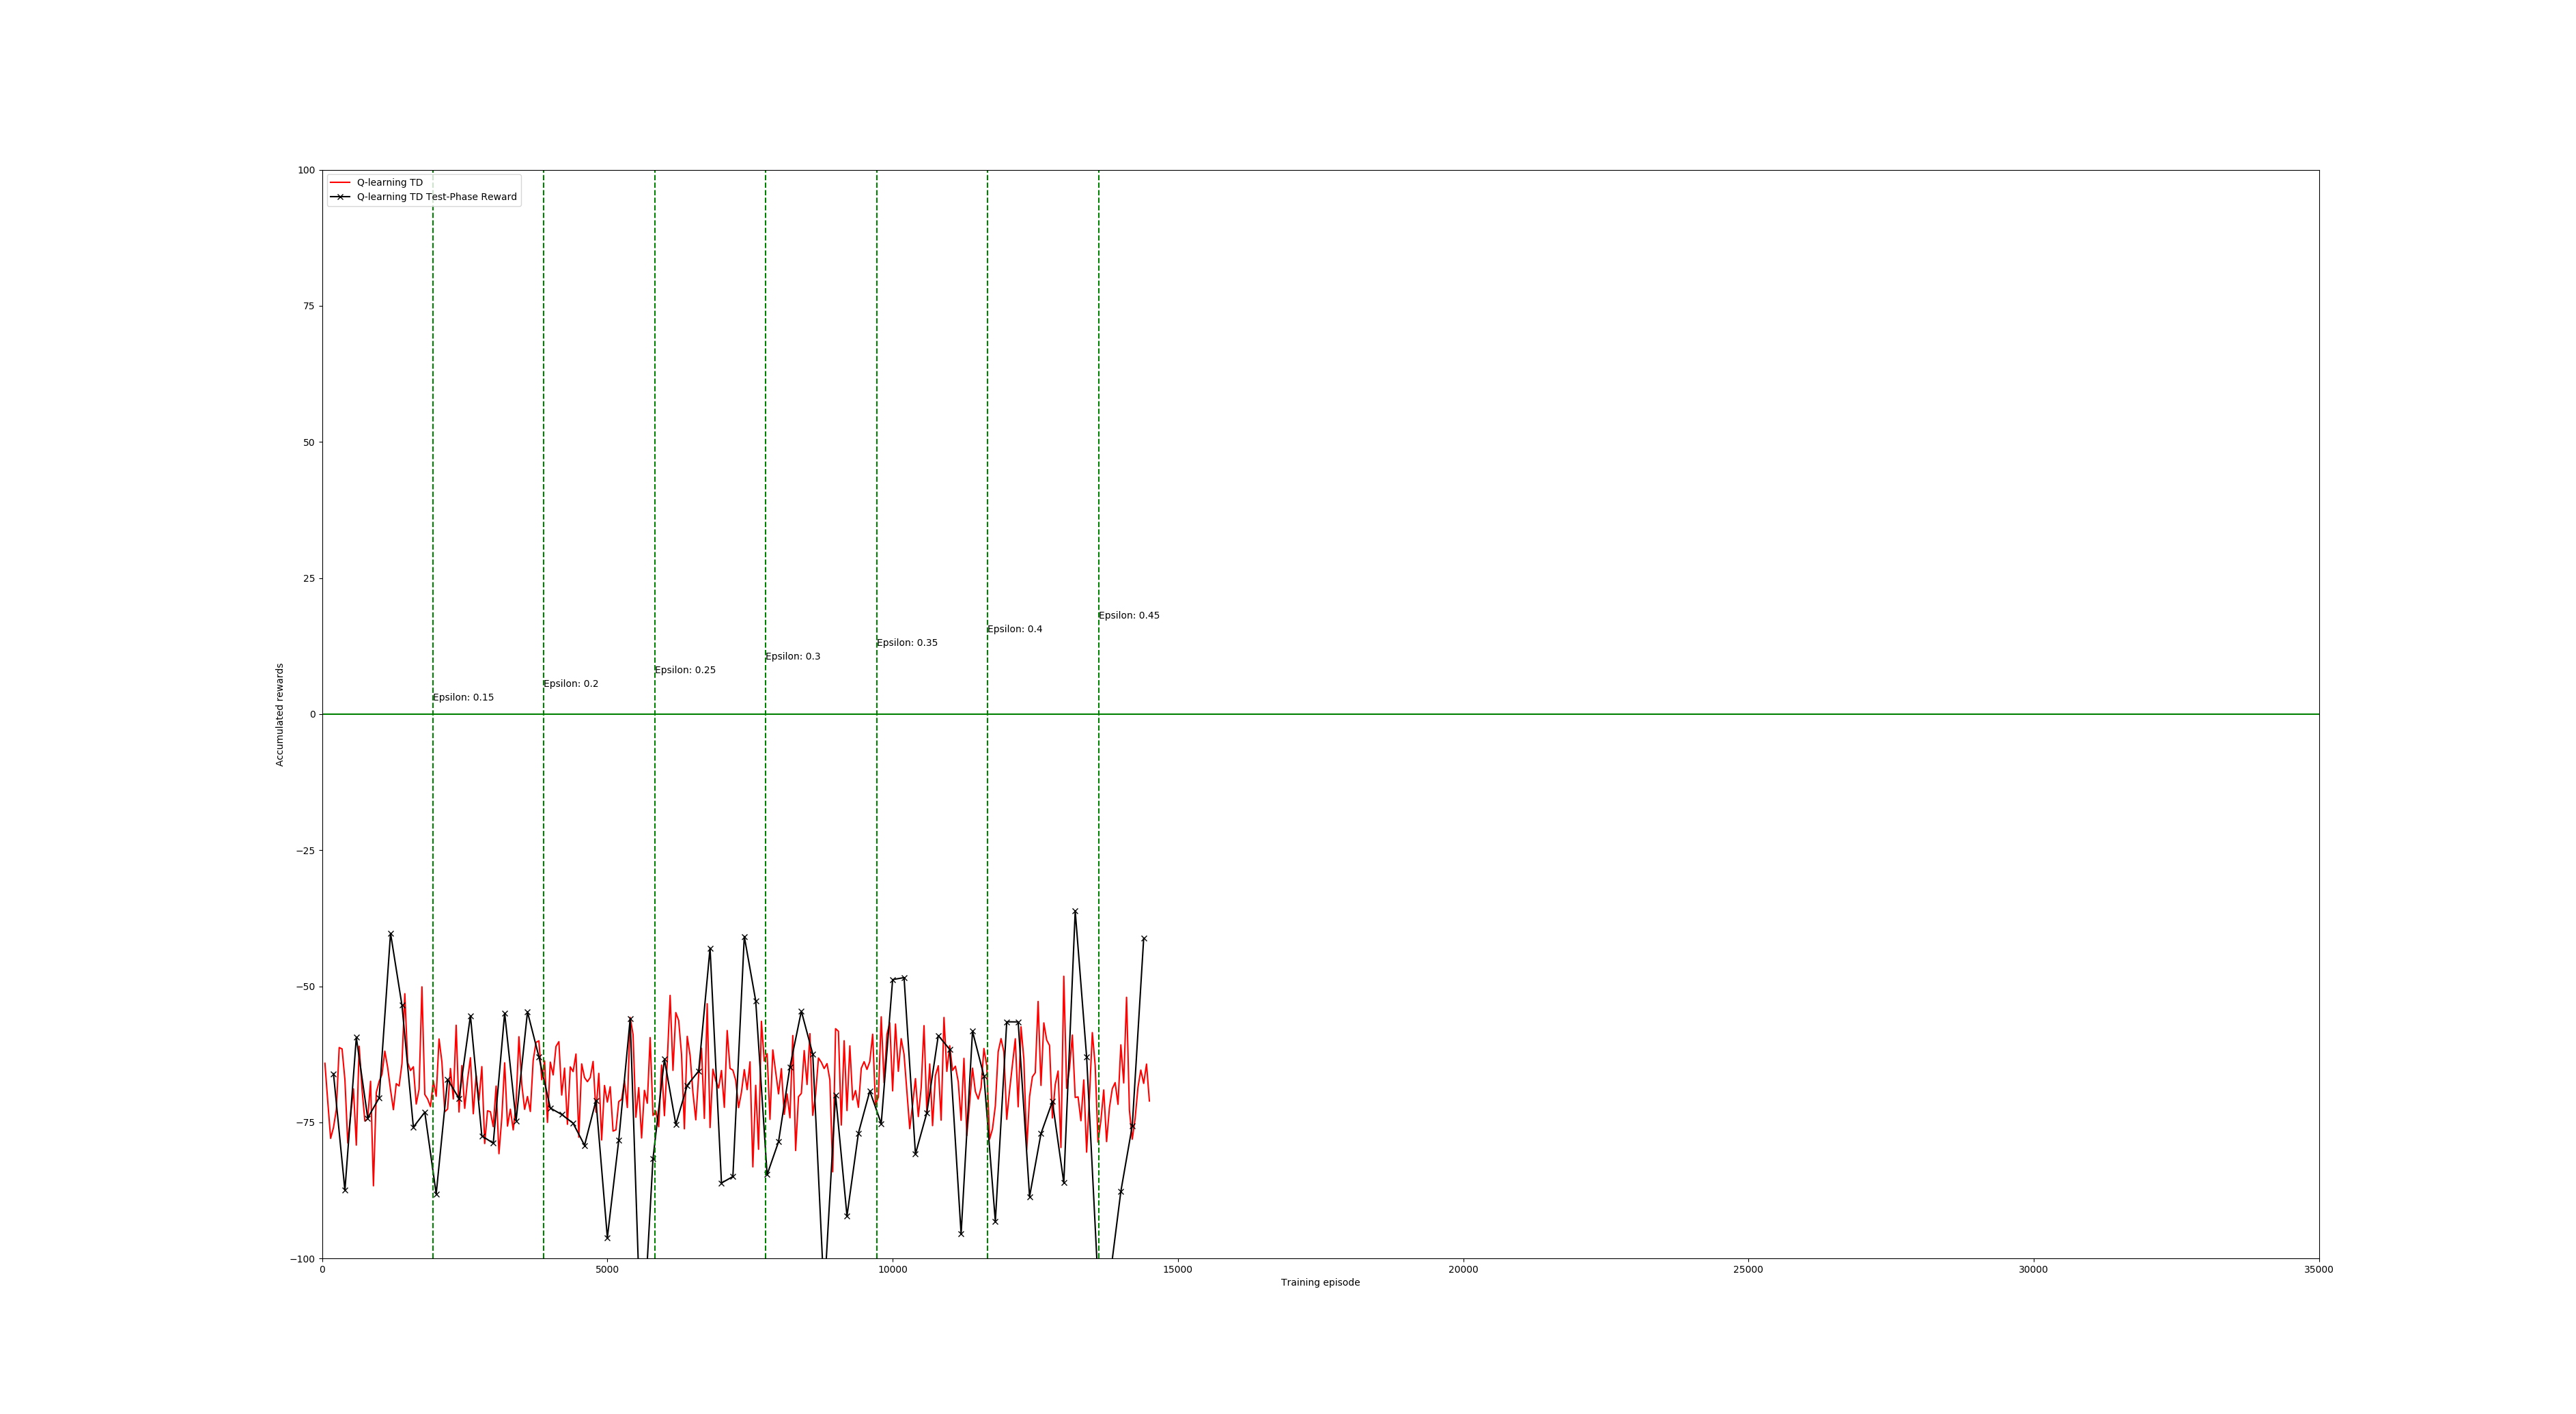 100
Q-learning TD
Q-learning TD Test-Phase Reward
75
50
25
Epsilon: 0.45
Epsilon: 0.4
Epsilon: 0.35
Epsilon: 0.3
Epsilon: 0.25
Epsilon: 0.2
Epsilon: 0.15
0
Accumulated rewards
−25
−50
−75
−100
0 5000 10000 15000 20000 25000 30000 35000
Training episode